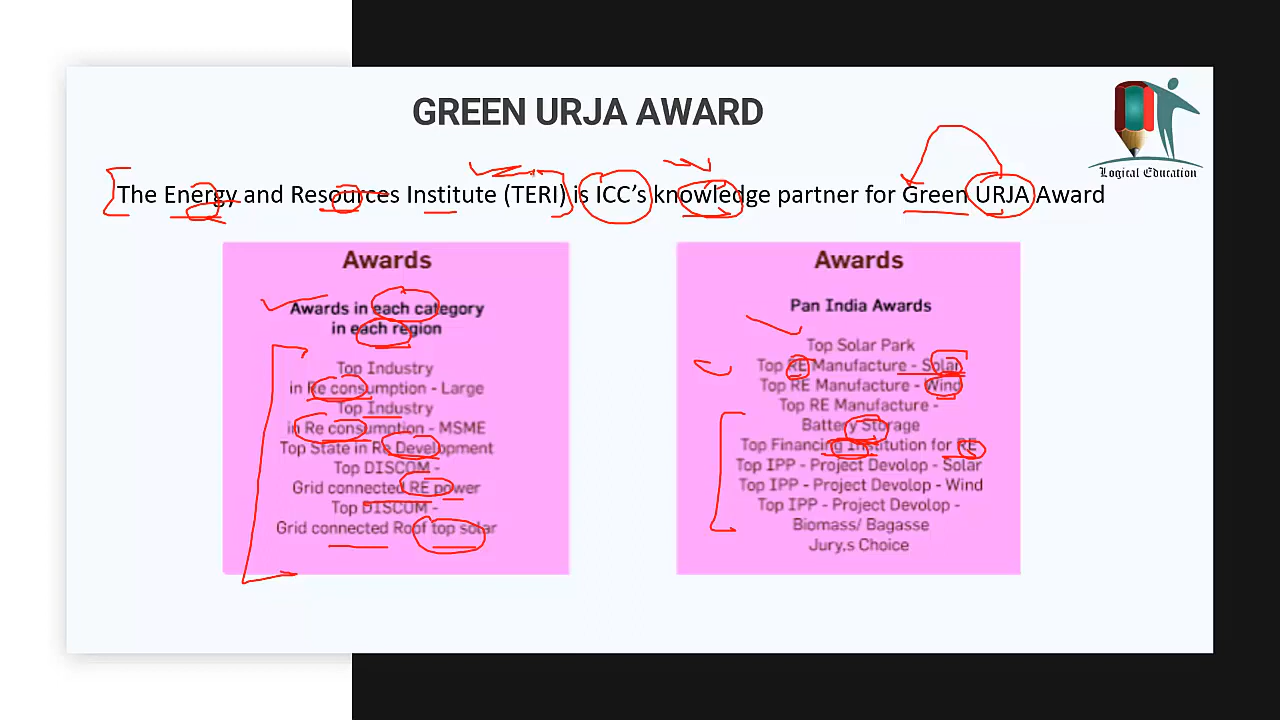 GREEN URJA AWARD
Logical Education
The Energy and Resources Institute (TERI) is ICC's knowledge partner for Green URJA Award
Awards
Awards in each category
in each region
Top Industry
in Re consumption - Large
Top Industry
in Re consumption - MSME
Top State in Re Development
Top DISCOM -
Grid connected RE power
Top DISCOM -
Grid connected Roof top solar
Awards
Pan India Awards
Top Solar Park
Top RE Manufacture - Solar
Top RE Manufacture - Wind
Top RE Manufacture -
Battery Storage
Top Financing Institution for RE
Top IPP - Project Devolop - Solar
Top IPP - Project Devolop - Wind
Top IPP - Project Devolop -
Biomass/ Bagasse
Jury,s Choice